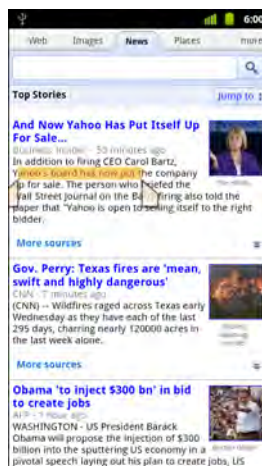 6:00
Web Images News Places more
Top Stories Jump to
And Now Yahoo Has Put Itself Up
For Sale...
Business Insider - 50 minutes ago
In addition to firing CEO Carol Bartz,
Yahoo's board has now put the company
up for sale. The person who briefed the
Wall Street Journal on the Bartz firing also told the
paper that "Yahoo is open to selling itself to the right
bidder.
More sources
Gov. Perry: Texas fires are 'mean,
swift and highly dangerous'
CNN - 7 minutes ago
(CNN) -- Wildfires raged across Texas early
Wednesday as they have each of the last
295 days, charring nearly 120000 acres in
the last week alone.
More sources
Obama 'to inject $300 bn' in bid
to create jobs
AFP - 1 hour ago
WASHINGTON - US President Barack
Obama will propose the injection of $300
billion into the sputtering US economy in a
pivotal speech laying out his plan to create jobs, US